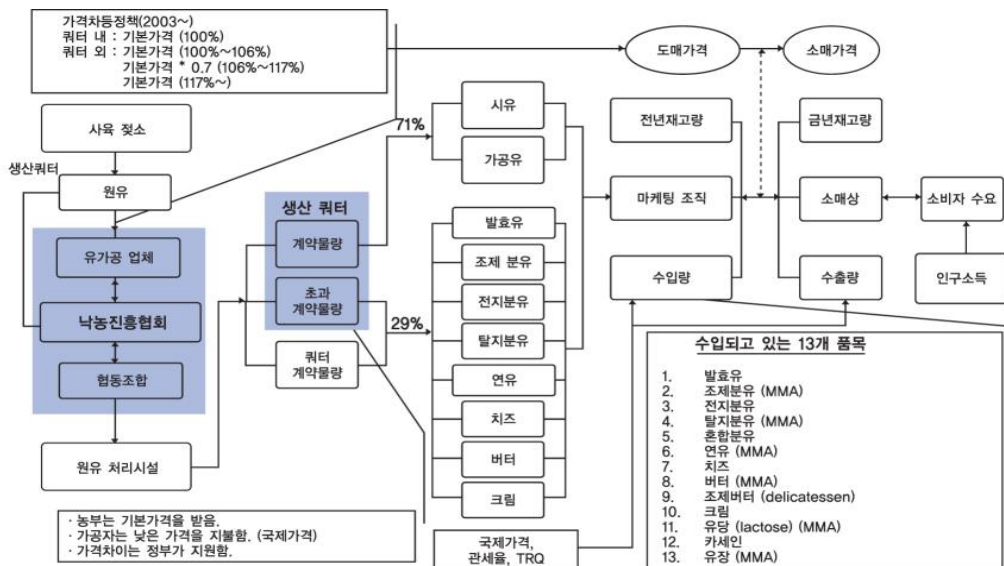 가격차등정책(2003~)
쿼터 내 : 기본가격 (100%)
쿼터 외 : 기본가격 (100%~106%)
기본가격 * 0.7 (106%~117%)
기본가격 (117%~)
도매가격
소매가격
사육 젖소
생산쿼터
원유
유가공 업체
낙농진흥협회
협동조합
원유 처리시설
생산 쿼터
계약물량
초과
계약물량
쿼터
계약물량
71%
29%
시유
가공유
발효유
조제 분유
전지분유
탈지분유
연유
치즈
버터
크림
전년재고량
금년재고량
마케팅 조직
소매상
소비자 수요
수입량
수출량
인구소득
· 농부는 기본가격을 받음.
· 가공자는 낮은 가격을 지불함. (국제가격)
· 가격차이는 정부가 지원함.
국제가격,
관세율, TRQ
수입되고 있는 13개 품목
1. 발효유
2. 조제분유 (MMA)
3. 전지분유
4. 탈지분유 (MMA)
5. 혼합분유
6. 연유 (MMA)
7. 치즈
8. 버터 (MMA)
9. 조제버터 (delicatessen)
10. 크림
11. 유당 (lactose) (MMA)
12. 카세인
13. 유장 (MMA)